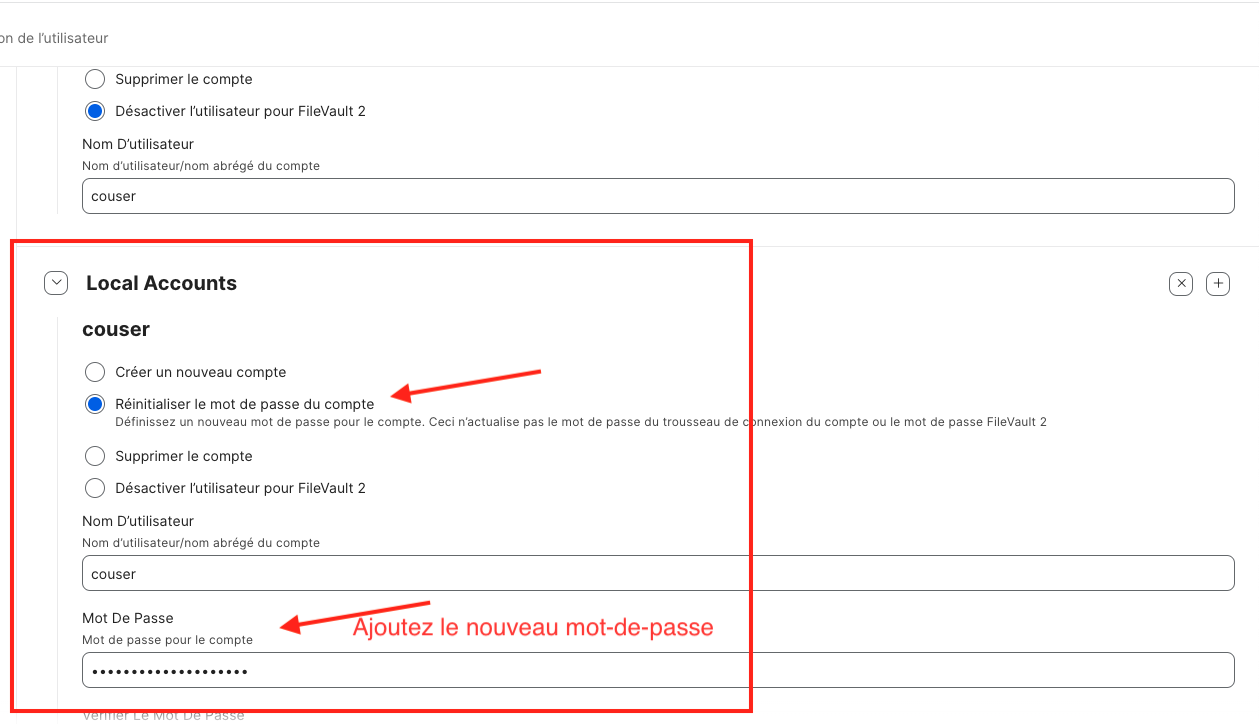 on de l'utilisateur
Supprimer le compte
Désactiver l'utilisateur pour FileVault 2
Nom D'utilisateur
Nom d'utilisateur/nom abrégé du compte
couser
Local Accounts
couser
Créer un nouveau compte
Réinitialiser le mot de passe du compte
Définissez un nouveau mot de passe pour le compte. Ceci n'actualise pas le mot de passe du trousseau de connexion du compte ou le mot de passe FileVault 2
Supprimer le compte
Désactiver l'utilisateur pour FileVault 2
Nom D'utilisateur
Nom d'utilisateur/nom abrégé du compte
couser
Mot De Passe
Ajoutez le nouveau mot-de-passe
Mot de passe pour le compte
Vérifier Le Mot De Passe